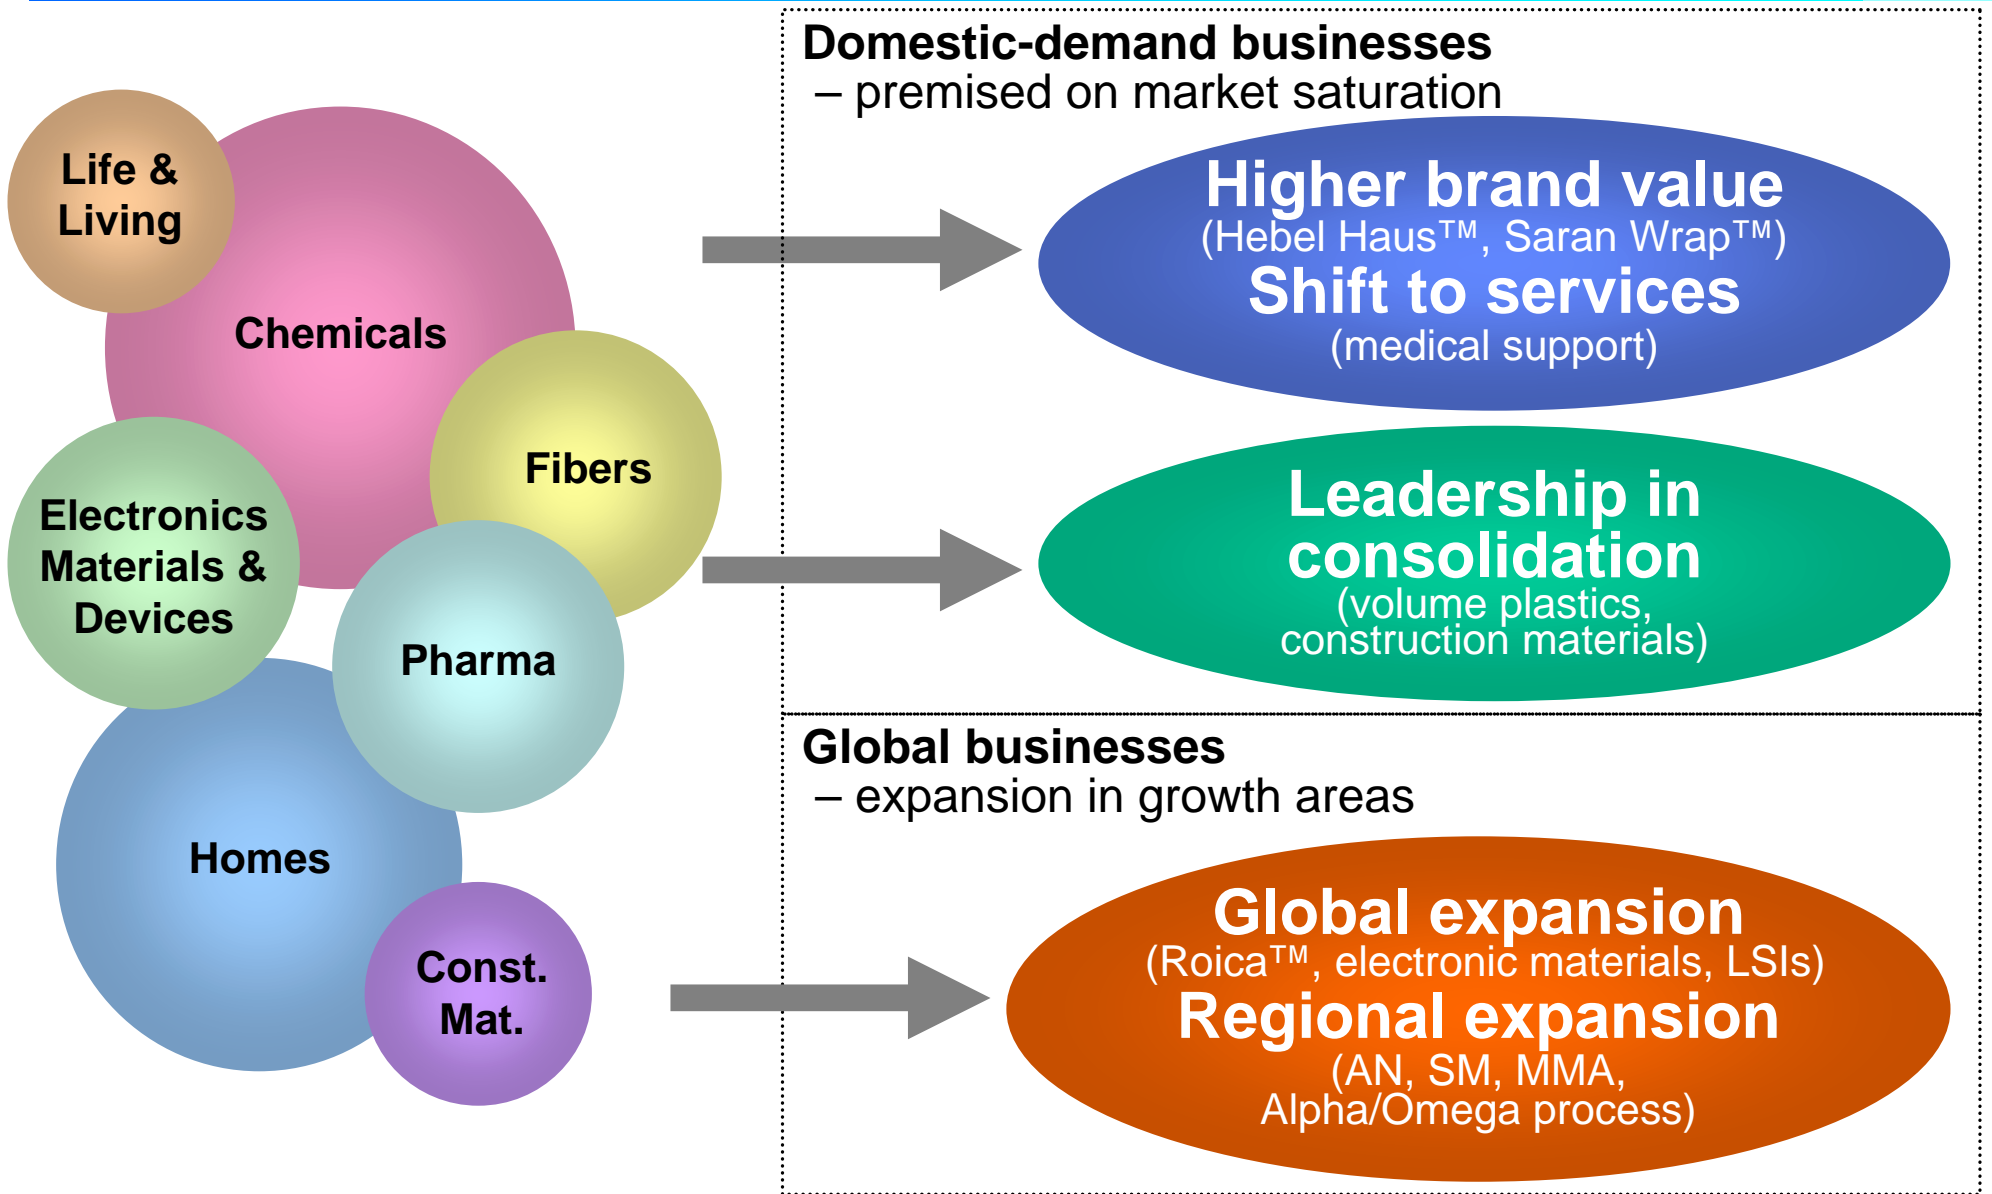 Life &
Living
Chemicals
Fibers
Electronics
Materials &
Devices
Pharma
Homes
Const.
Mat.
Domestic-demand businesses
– premised on market saturation
Higher brand value
(Hebel Haus™, Saran Wrap™)
Shift to services
(medical support)
Leadership in
consolidation
(volume plastics,
construction materials)
Global businesses
– expansion in growth areas
Global expansion
(Roica™, electronic materials, LSIs)
Regional expansion
(AN, SM, MMA,
Alpha/Omega process)